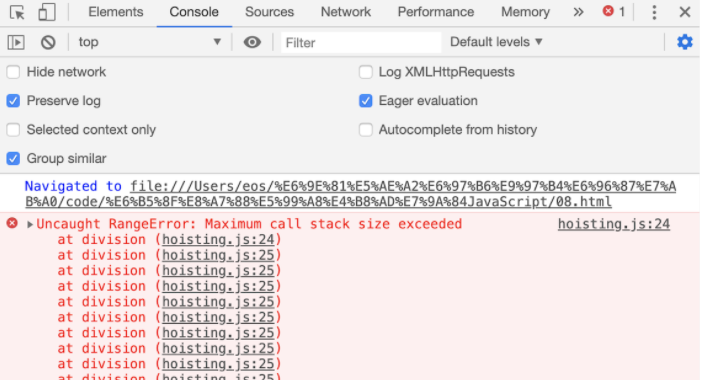 Elements Console Sources Network Performance Memory » 1
top ▼ Filter Default levels ▼
Hide network Log XMLHttpRequests
Preserve log Eager evaluation
Selected context only Autocomplete from history
Group similar
Navigated to file:///Users/eos/%E6%9E%81%E5%AE%A2%E6%97%B6%E9%97%B4%E6%96%87%E7%A
B%A0/code/%E6%B5%8F%E8%A7%88%E5%99%A8%E4%B8%AD%E7%9A%84JavaScript/08.html
▶Uncaught RangeError: Maximum call stack size exceeded hoisting.js:24
at division (hoisting.js:24)
at division (hoisting.js:25)
at division (hoisting.js:25)
at division (hoisting.js:25)
at division (hoisting.js:25)
at division (hoisting.js:25)
at division (hoisting.js:25)
at division (hoisting.js:25)
at division (hoisting.js:25)
at division (hoisting.js:25)